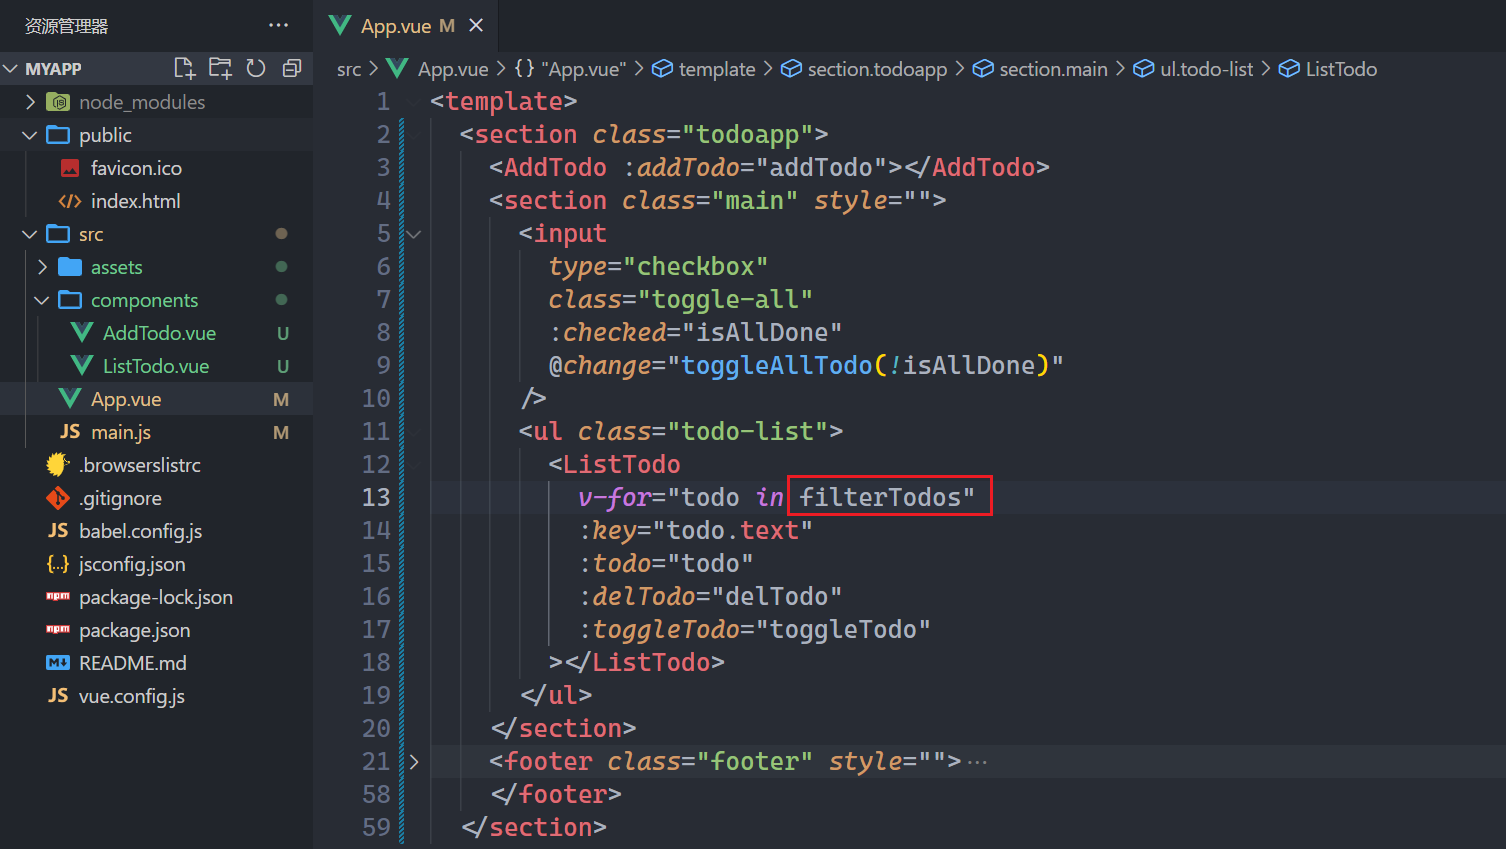 资源管理器 ···
MYAPP
node_modules
public
favicon.ico
index.html
src
assets
components
AddTodo.vue U
ListTodo.vue U
App.vue M
JS main.js M
.browserslistrc
.gitignore
JS babel.config.js
{..} jsconfig.json
npm package-lock.json
npm package.json
M↓ README.md
JS vue.config.js
App.vue M ×
src > App.vue > {} "App.vue" > template > section.todoapp > section.main > ul.todo-list > ListTodo
1 <template>
2 <section class="todoapp">
3 <AddTodo :addTodo="addTodo"></AddTodo>
4 <section class="main" style="">
5 <input
6 type="checkbox"
7 class="toggle-all"
8 :checked="isAllDone"
9 @change="toggleAllTodo(!isAllDone)"
10 />
11 <ul class="todo-list">
12 <ListTodo
13 v-for="todo in filterTodos"
14 :key="todo.text"
15 :todo="todo"
16 :delTodo="delTodo"
17 :toggleTodo="toggleTodo"
18 ></ListTodo>
19 </ul>
20 </section>
21 <footer class="footer" style="">···
58 </footer>
59 </section>